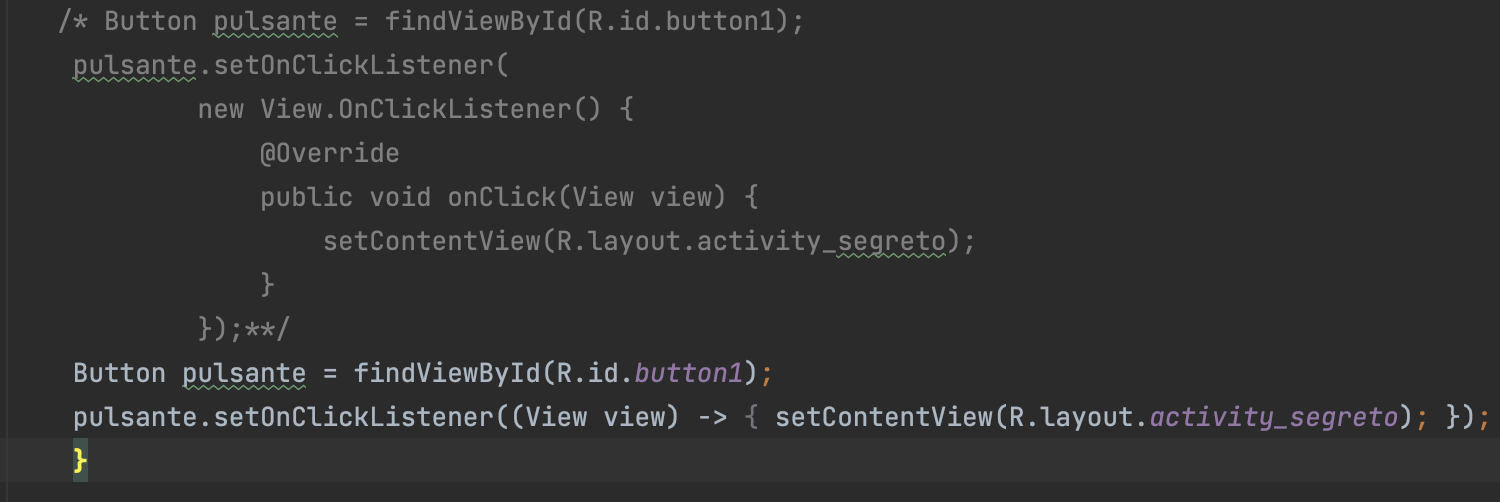 /* Button pulsante = findViewById(R.id.button1);
pulsante.setOnClickListener(
new View.OnClickListener() {
@Override
public void onClick(View view) {
setContentView(R.layout.activity_segreto);
}
});**/
Button pulsante = findViewById(R.id.button1);
pulsante.setOnClickListener((View view) -> { setContentView(R.layout.activity_segreto); });
}